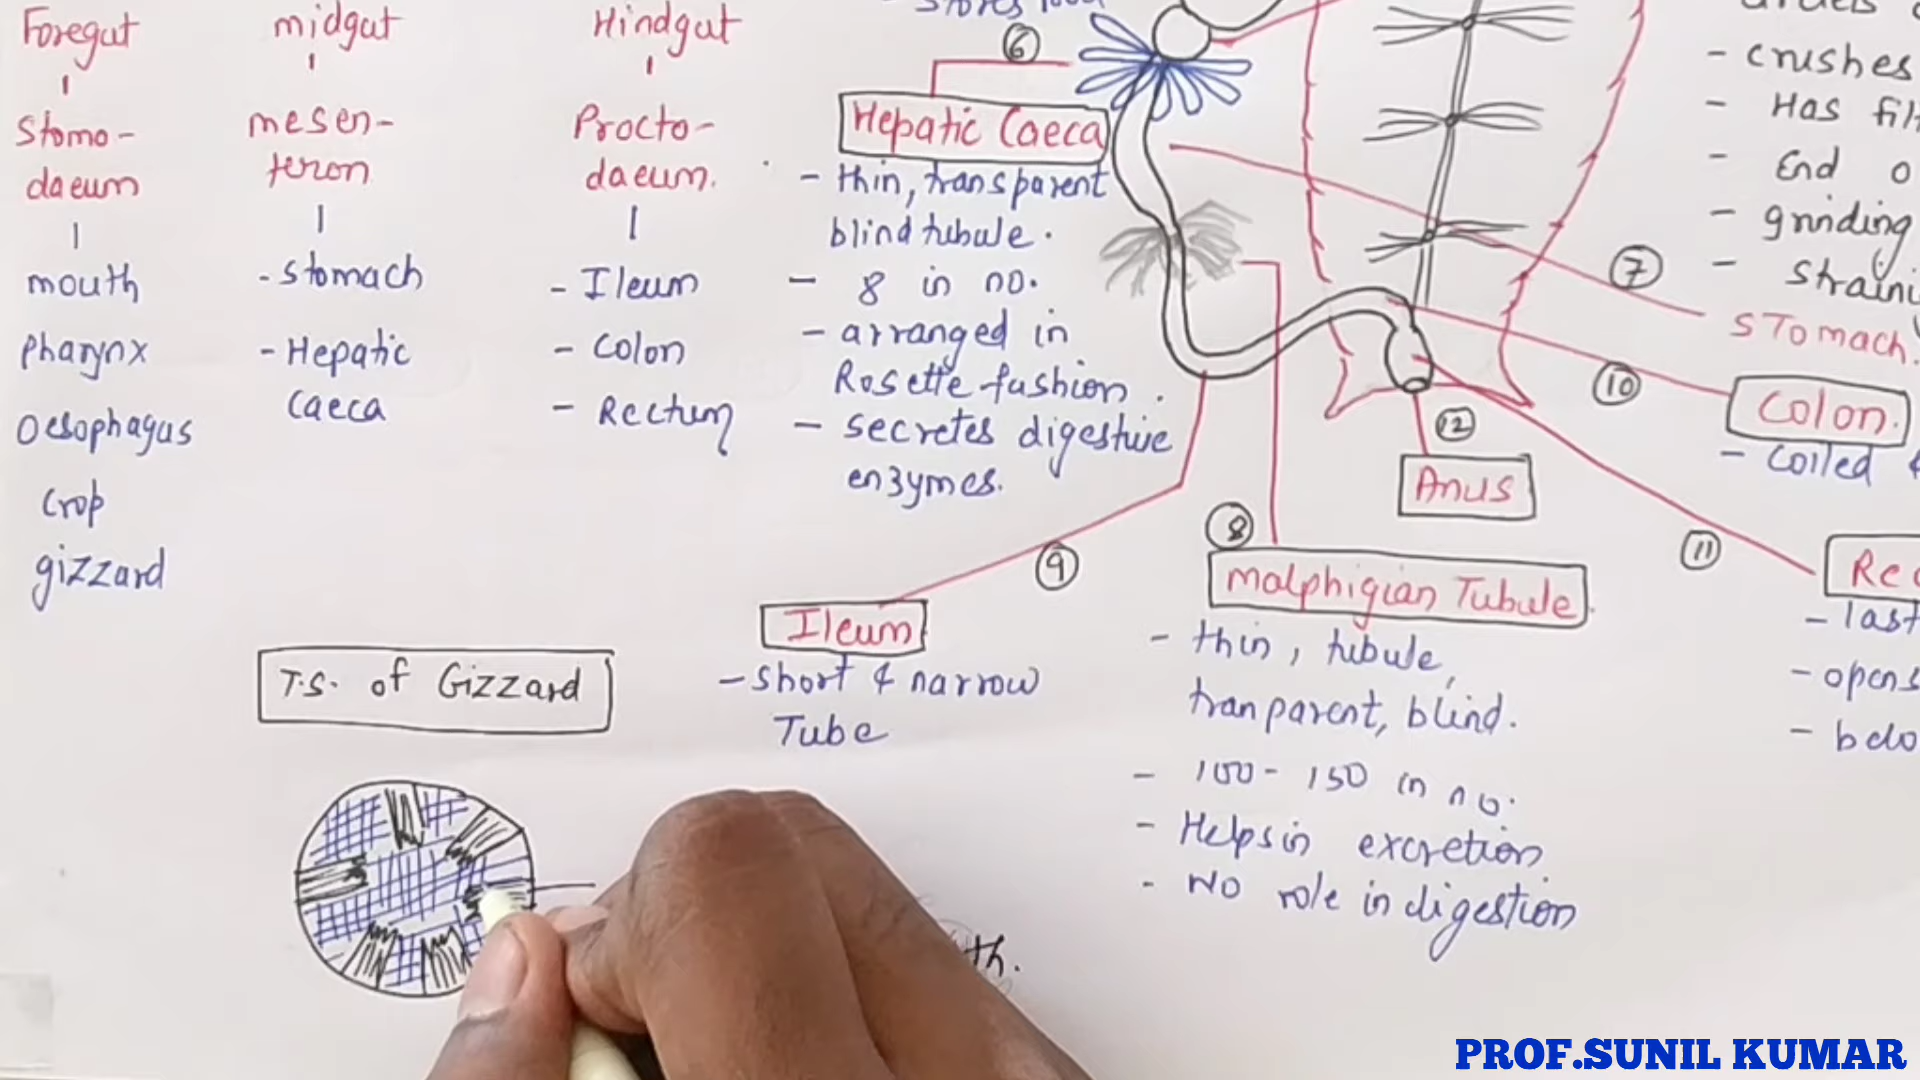 Foregut
Stomo-
daeum
mouth
pharynx
oesophagus
crop
gizzard
midgut
mesen-
teron
- stomach
- Hepatic
caeca
Hindgut
Procto-
daeum.
- Ileum
- colon
- Rectum
6
Hepatic Caeca
- thin, transparent
blind tubule.
- 8 in no.
- arranged in
Rosette fashion.
- secretes digestive
enzymes.
- crushes
- Has
- End
- grinding
-
7
STomach.
10
Colon.
- coiled
12
Anus
11
- last
- opens
9
Ileum
- short & narrow
Tube
8
malphigian Tubule
- thin, tubule,
tranparent, blind.
- 100 - 150 in no.
- Helps in excretion
- No role in digestion
T.S. of Gizzard
th.
PROF.SUNIL KUMAR